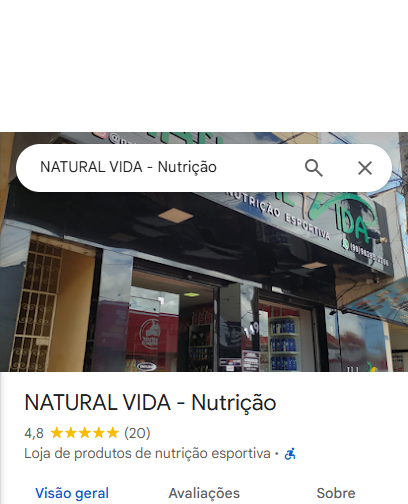 NATURAL VIDA - Nutrição
NUTRIÇÃO ESPORTIVA
VIDA
NATURAL VIDA - Nutrição
4,8 (20)
Loja de produtos de nutrição esportiva ·
Visão geral Avaliações Sobre